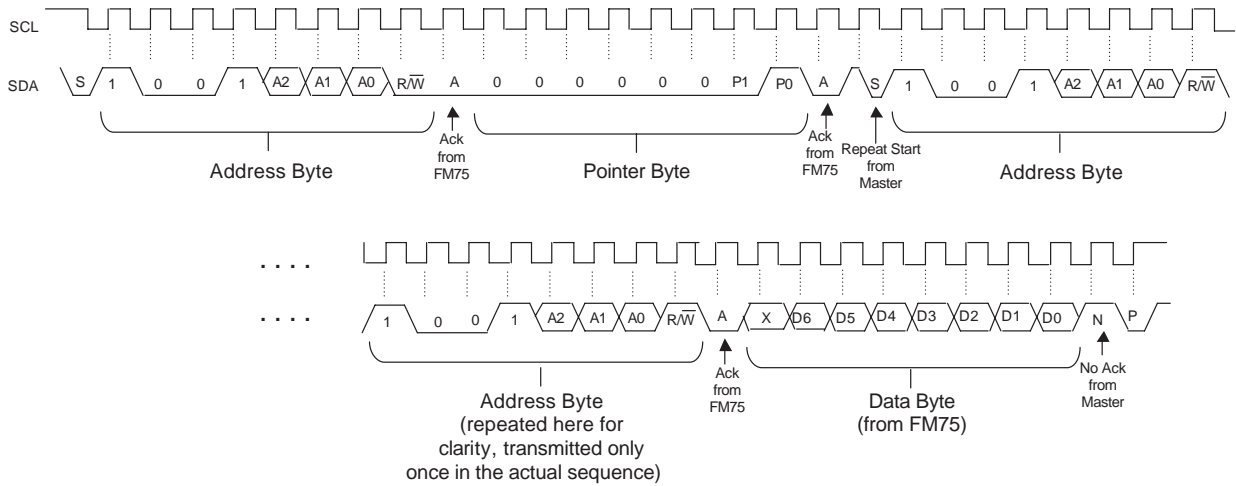 SCL
SDA S 1 0 0 1 A2 A1 A0 R/W̅ A 0 0 0 0 0 0 P1 P0 A S 1 0 0 1 A2 A1 A0 R/W̅
Ack
from
FM75
Ack
from
FM75
Repeat Start
from
Master
Address Byte
Pointer Byte
Address Byte
. . . .
. . . . 1 0 0 1 A2 A1 A0 R/W̅ A X D6 D5 D4 D3 D2 D1 D0 N P
Ack
from
FM75
No Ack
from
Master
Address Byte
(repeated here for
clarity, transmitted only
once in the actual sequence)
Data Byte
(from FM75)